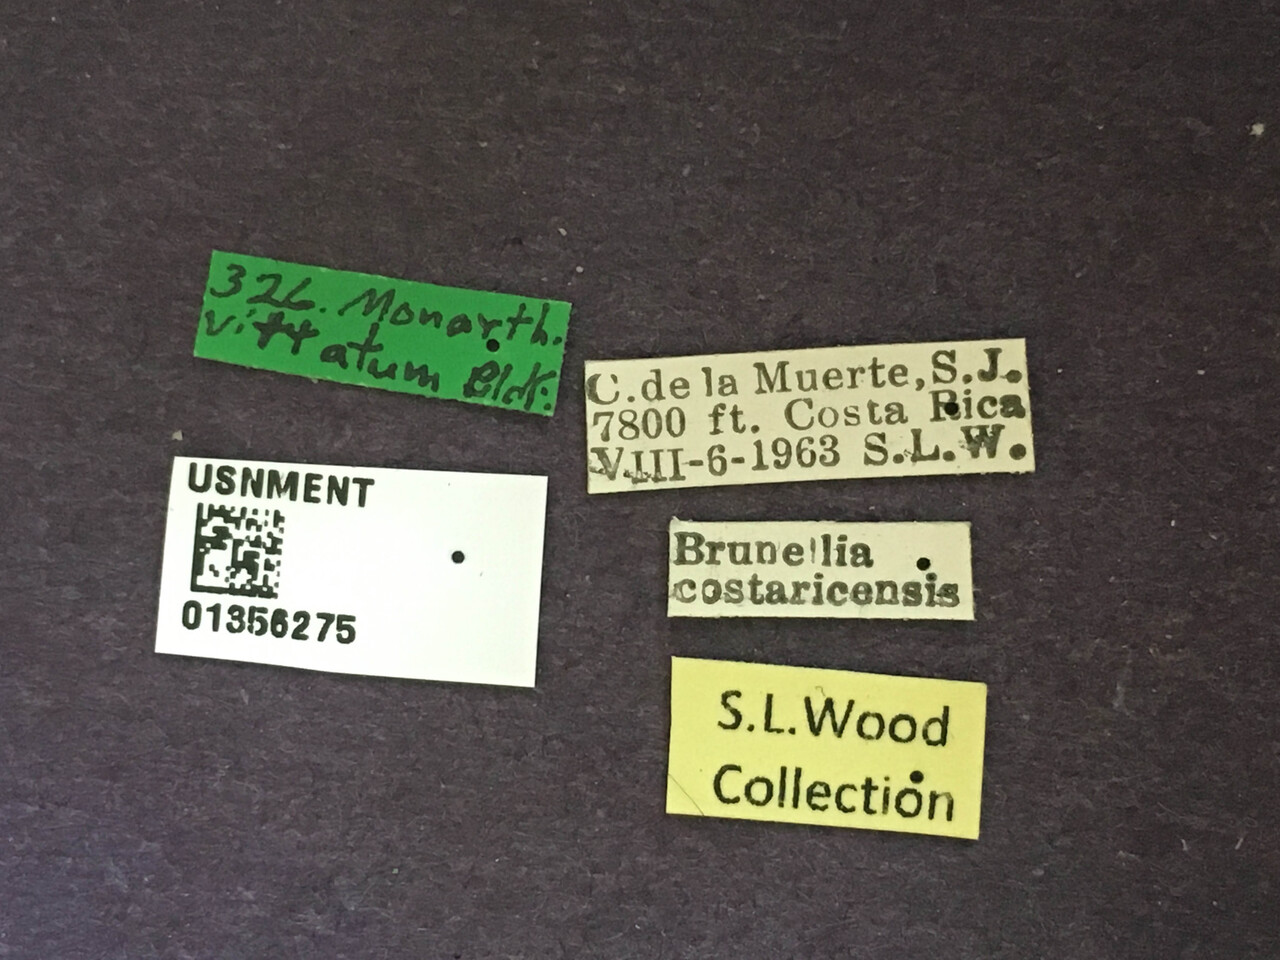 326. Monarth.
vittatum Bldf.
C. de la Muerte, S.J.
7800 ft. Costa Rica
VIII-6-1963 S.L.W.
USNMENT
01356275
Brunellia
costaricensis
S.L.Wood
Collection